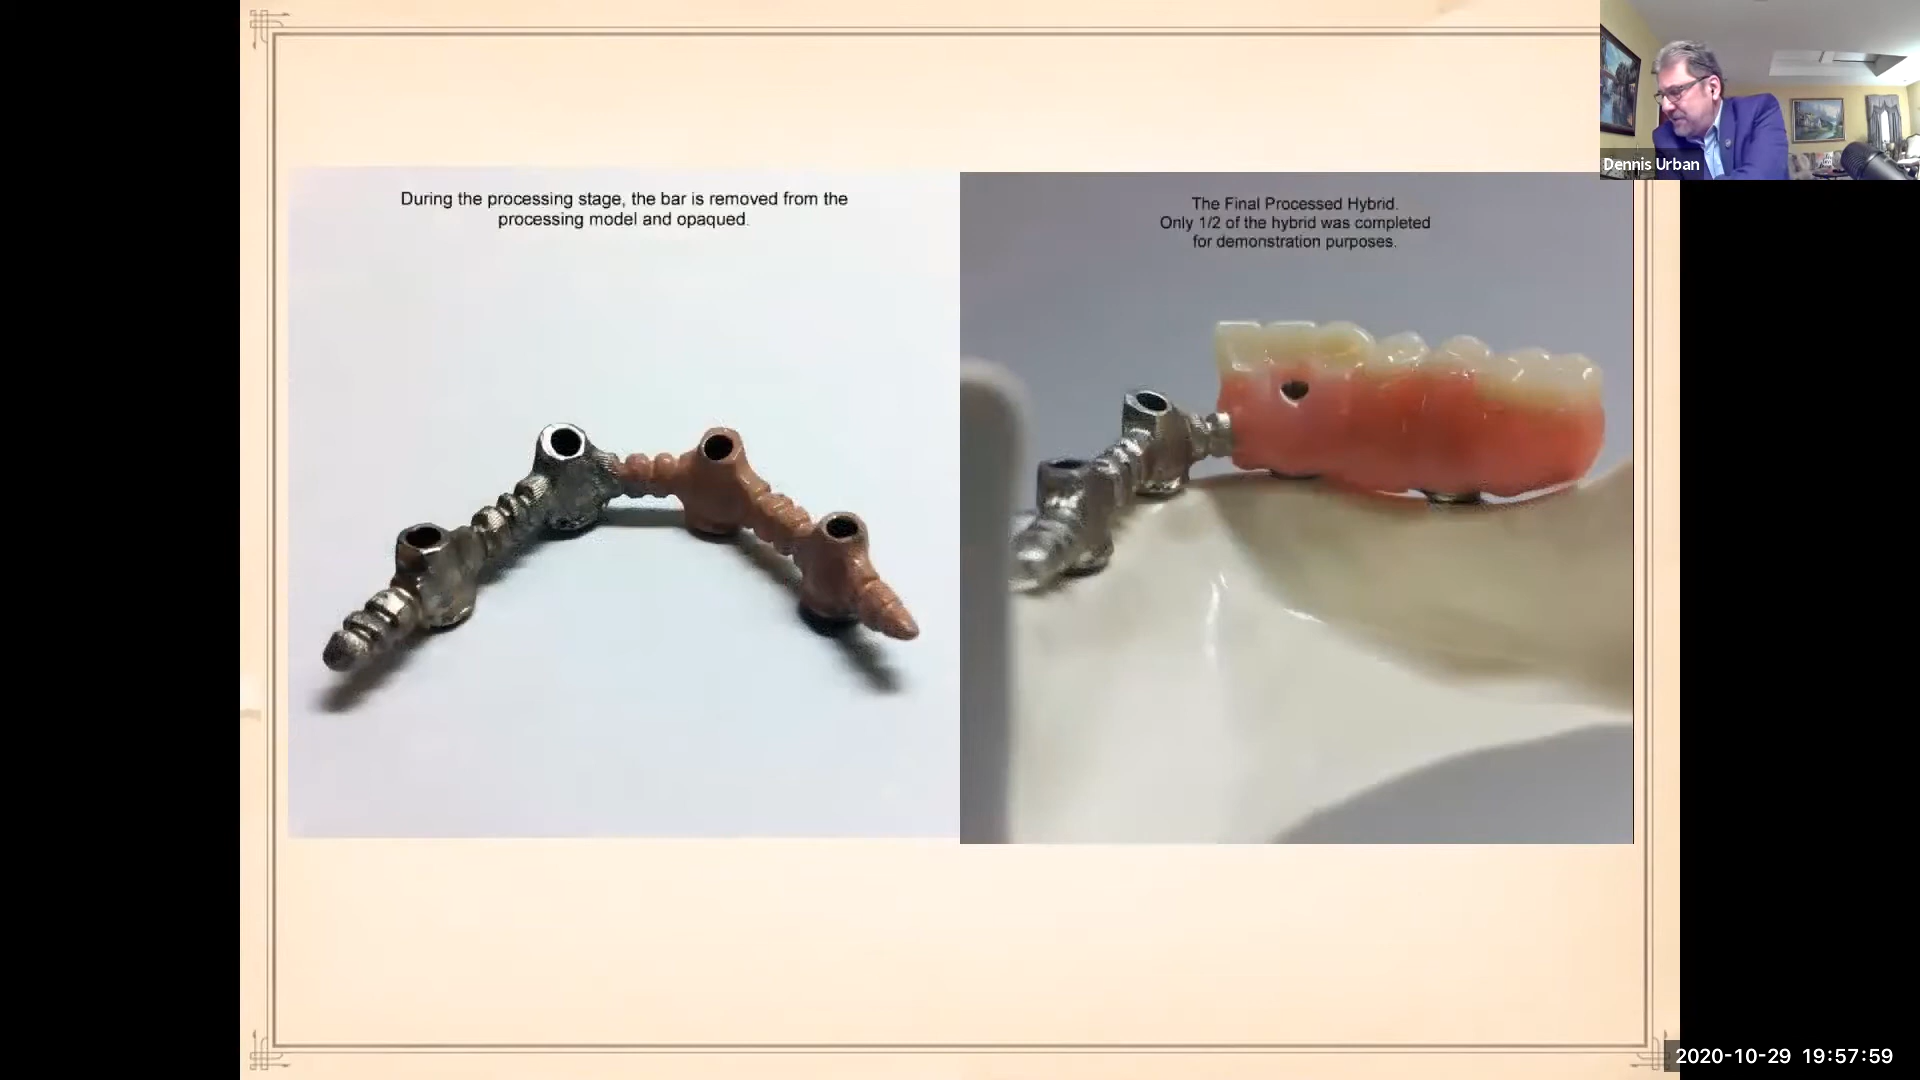 During the processing stage, the bar is removed from the
processing model and opaqued.
The Final Processed Hybrid.
Only 1/2 of the hybrid was completed
for demonstration purposes.
Dennis Urban
2020-10-29 19:57:59